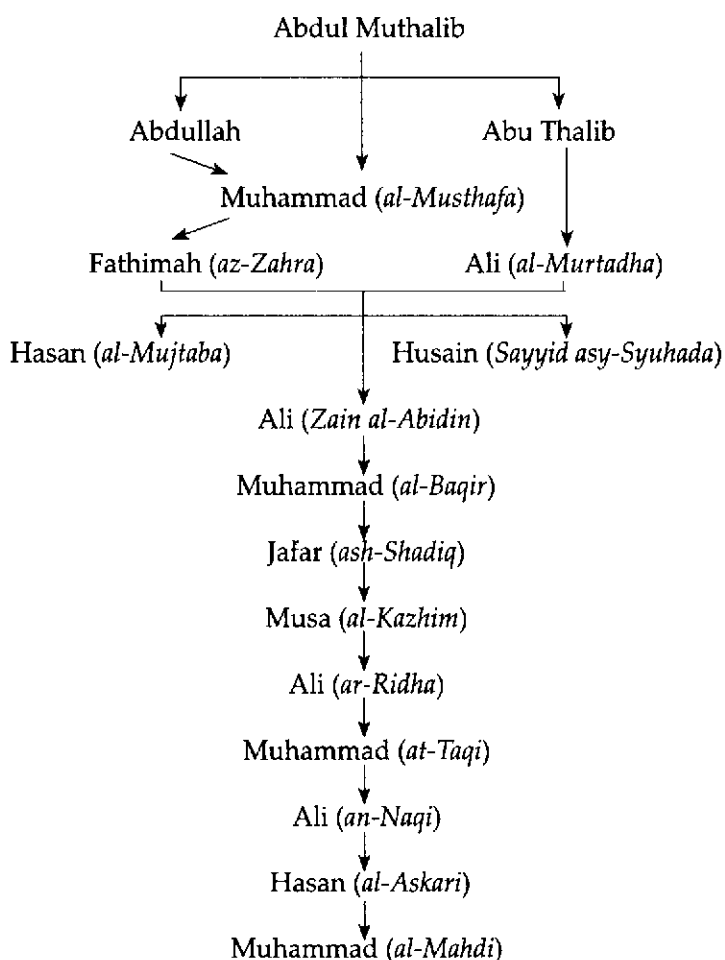 Abdul Muthalib
Abdullah Abu Thalib
Muhammad (al-Musthafa)
Fathimah (az-Zahra) Ali (al-Murtadha)
Hasan (al-Mujtaba) Husain (Sayyid asy-Syuhada)
Ali (Zain al-Abidin)
Muhammad (al-Baqir)
Jafar (ash-Shadiq)
Musa (al-Kazhim)
Ali (ar-Ridha)
Muhammad (at-Taqi)
Ali (an-Naqi)
Hasan (al-Askari)
Muhammad (al-Mahdi)